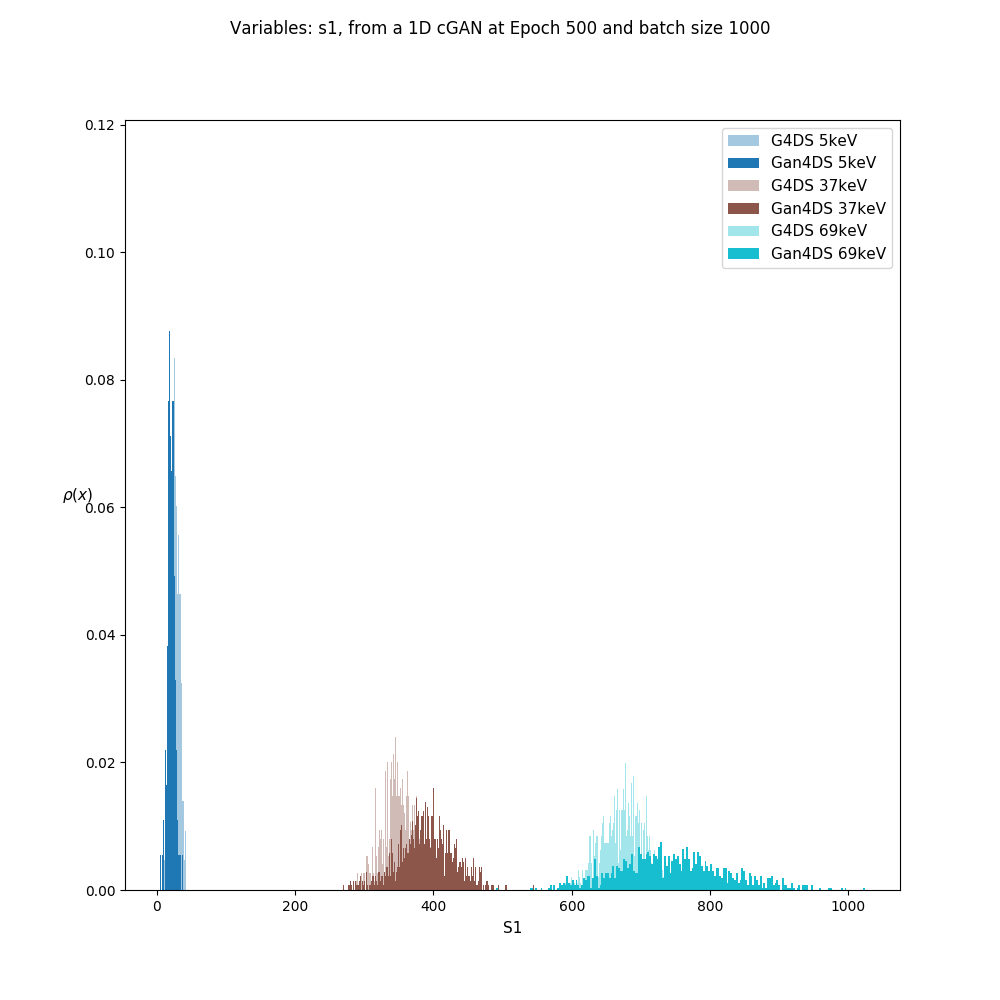 Variables: s1, from a 1D cGAN at Epoch 500 and batch size 1000
G4DS 5keV
Gan4DS 5keV
G4DS 37keV
Gan4DS 37keV
G4DS 69keV
Gan4DS 69keV
0.12
0.10
0.08
ρ(x)
0.06
0.04
0.02
0.00
0 200 400 600 800 1000
S1